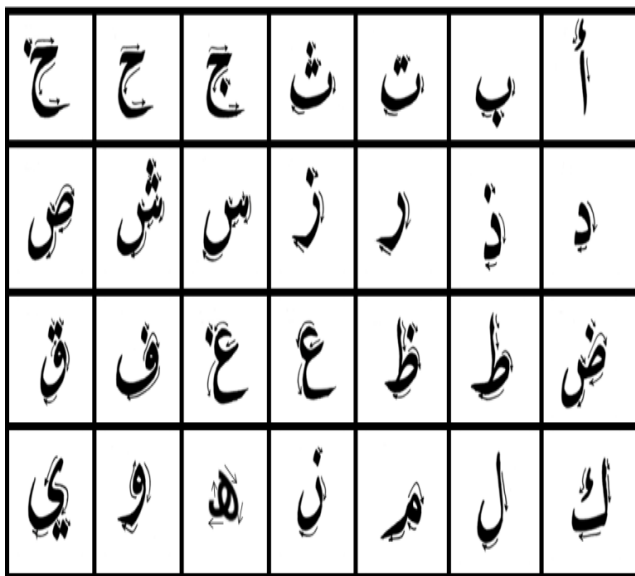 أ ب ت ث ج ح خ
د ذ ر ز س ش ص
ض ط ظ ع غ ف ق
ك ل م ن ه و ي